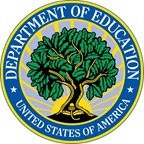 DEPARTMENT OF EDUCATION
UNITED STATES OF AMERICA